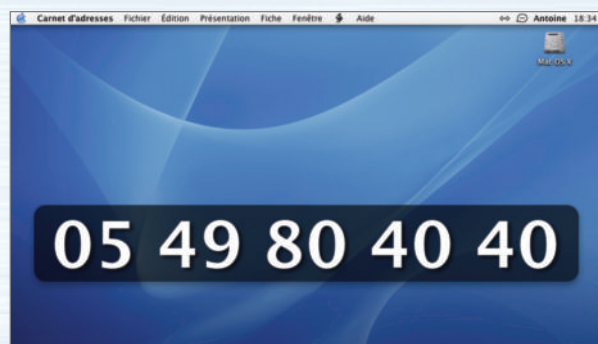 Carnet d'adresses Fichier Édition Présentation Fiche Fenêtre Aide Antoine 18:34
Mac OS X
05 49 80 40 40